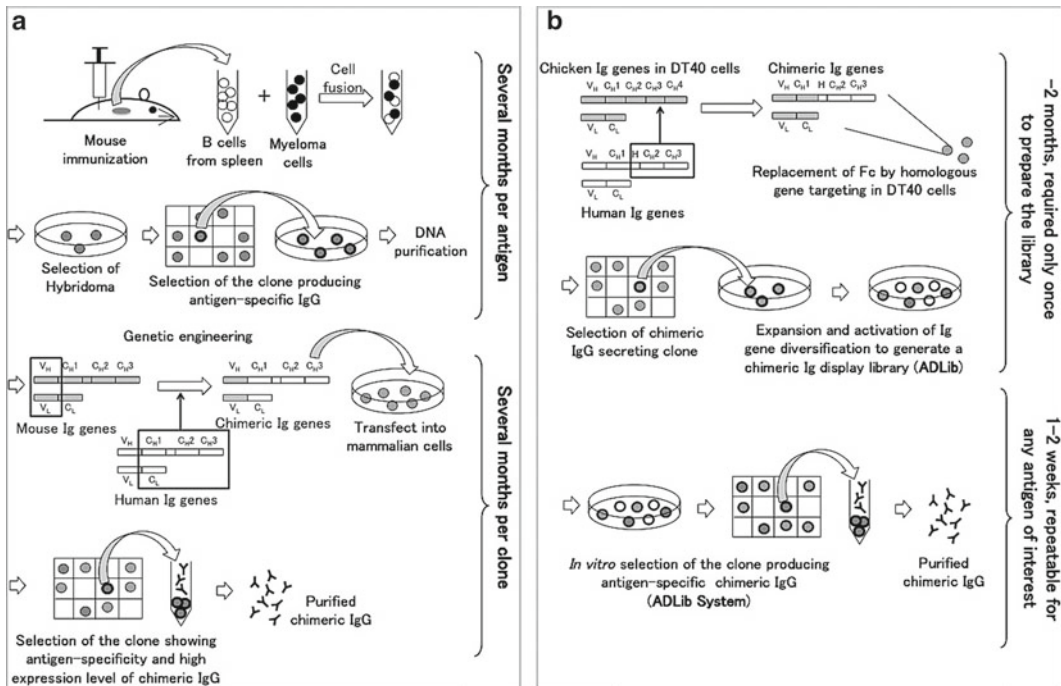 a
Mouse
immunization
B cells
from spleen
+
Myeloma
cells
Cell
fusion
Several months per antigen
Selection of
Hybridoma
Selection of the clone producing
antigen-specific IgG
DNA
purification
Genetic engineering
VH CH1 CH2 CH3
VL CL
Mouse Ig genes
VH CH1 CH2 CH3
VL CL
Human Ig genes
VH CH1 CH2 CH3
VL CL
Chimeric Ig genes
Transfect into
mammalian cells
Several months per clone
Selection of the clone showing
antigen-specificity and high
expression level of chimeric IgG
Purified
chimeric IgG
b
Chicken Ig genes in DT40 cells
VH CH1 CH2 CH3 CH4
VL CL
VH CH1 H CH2 CH3
VL CL
Human Ig genes
Chimeric Ig genes
VH CH1 H CH2 CH3
VL CL
Replacement of Fc by homologous
gene targeting in DT40 cells
-2 months, required only once
to prepare the library
Selection of chimeric
IgG secreting clone
Expansion and activation of Ig
gene diversification to generate a
chimeric Ig display library (ADLib)
1-2 weeks, repeatable for
any antigen of interest
In vitro selection of the clone producing
antigen-specific chimeric IgG
(ADLib System)
Purified
chimeric IgG